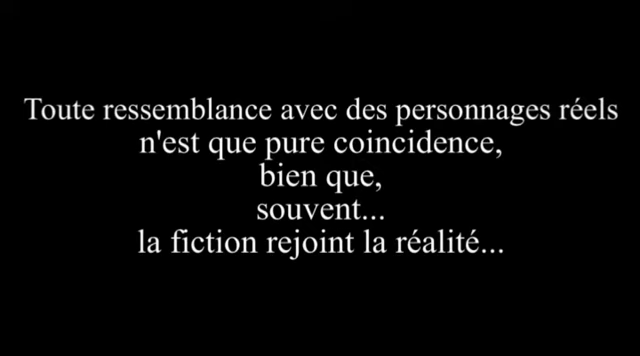 Toute ressemblance avec des personnages réels
n'est que pure coincidence,
bien que,
souvent...
la fiction rejoint la réalité...